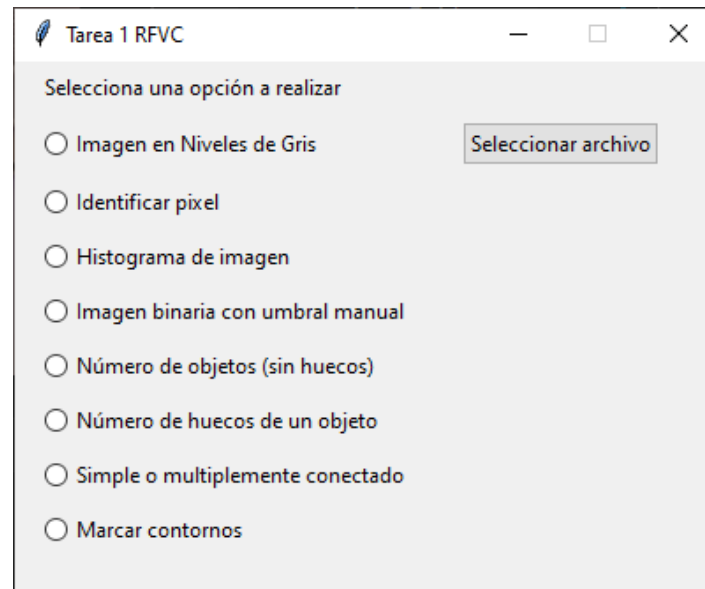 Tarea 1 RFVC
Selecciona una opción a realizar
Imagen en Niveles de Gris
Seleccionar archivo
Identificar pixel
Histograma de imagen
Imagen binaria con umbral manual
Número de objetos (sin huecos)
Número de huecos de un objeto
Simple o multiplemente conectado
Marcar contornos